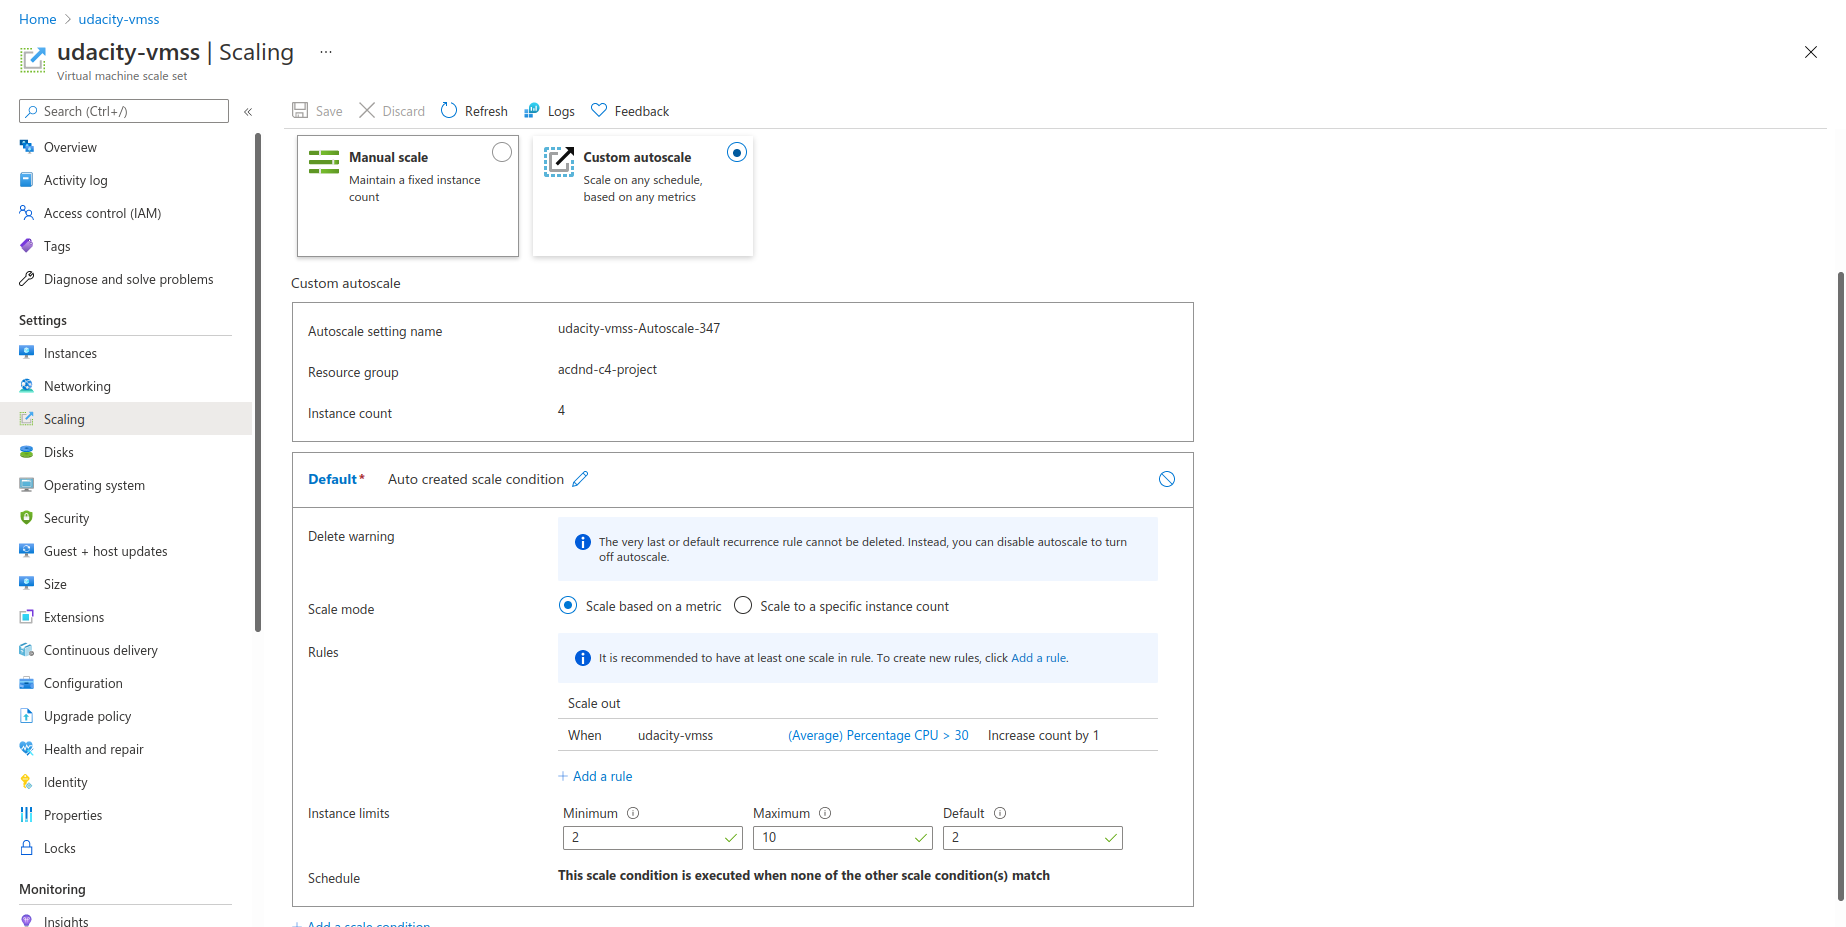 Home > udacity-vmss
udacity-vmss | Scaling ...
Virtual machine scale set
Search (Ctrl+/) «
Overview
Activity log
Access control (IAM)
Tags
Diagnose and solve problems
Settings
Instances
Networking
Scaling
Disks
Operating system
Security
Guest + host updates
Size
Extensions
Continuous delivery
Configuration
Upgrade policy
Health and repair
Identity
Properties
Locks
Monitoring
Insights
Save Discard Refresh Logs Feedback
Manual scale
Maintain a fixed instance
count
Custom autoscale
Scale on any schedule,
based on any metrics
Custom autoscale
Autoscale setting name udacity-vmss-Autoscale-347
Resource group acdnd-c4-project
Instance count 4
Default* Auto created scale condition
Delete warning
The very last or default recurrence rule cannot be deleted. Instead, you can disable autoscale to turn
off autoscale.
Scale mode Scale based on a metric Scale to a specific instance count
Rules
It is recommended to have at least one scale in rule. To create new rules, click Add a rule.
Scale out
When udacity-vmss (Average) Percentage CPU > 30 Increase count by 1
+ Add a rule
Instance limits Minimum Maximum Default
2 10 2
Schedule This scale condition is executed when none of the other scale condition(s) match
+ Add a scale condition